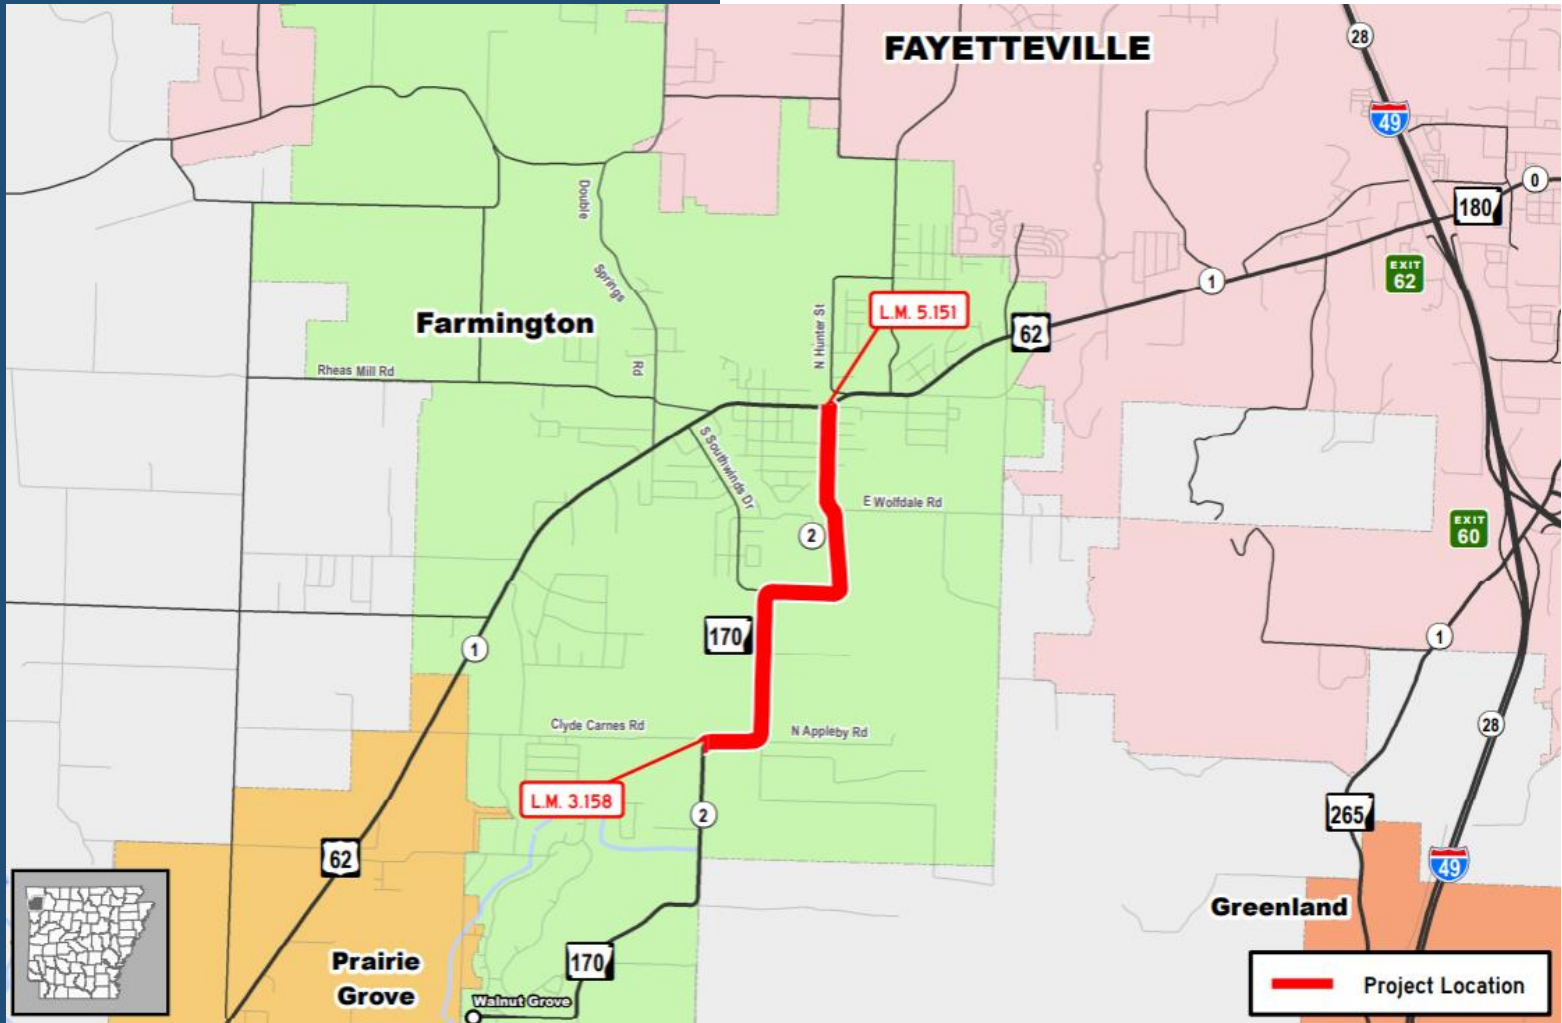 FAYETTEVILLE
28
49
0
180
Double
Springs
Rd
EXIT
62
1
L.M. 5.151
N Hunter St
Farmington
62
Rheas Mill Rd
S Southwinds Dr
E Wolfdale Rd
2
EXIT
60
170
1
1
Clyde Carnes Rd
N Appleby Rd
28
L.M. 3.158
2
265
62
49
Greenland
Prairie
Grove
170
Walnut Grove
Project Location